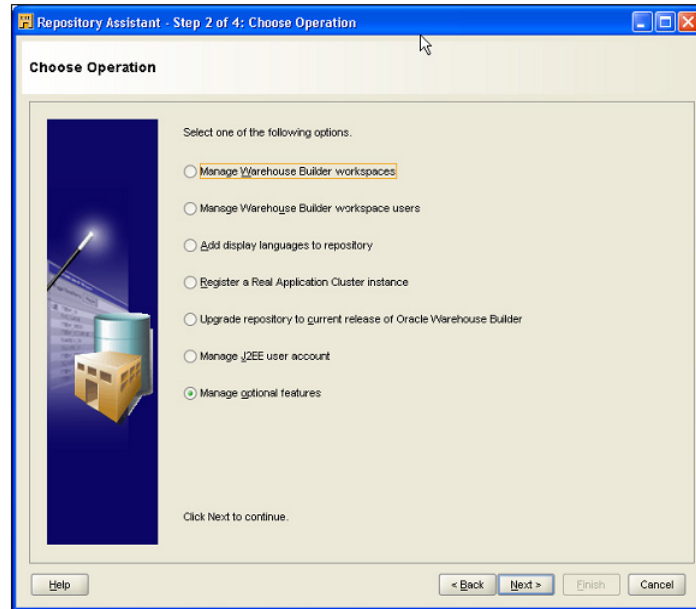 Repository Assistant - Step 2 of 4: Choose Operation
Choose Operation
Select one of the following options.
Manage Warehouse Builder workspaces
Manage Warehouse Builder workspace users
Add display languages to repository
Register a Real Application Cluster instance
Upgrade repository to current release of Oracle Warehouse Builder
Manage J2EE user account
Manage optional features
Click Next to continue.
Help
< Back
Next >
Finish
Cancel